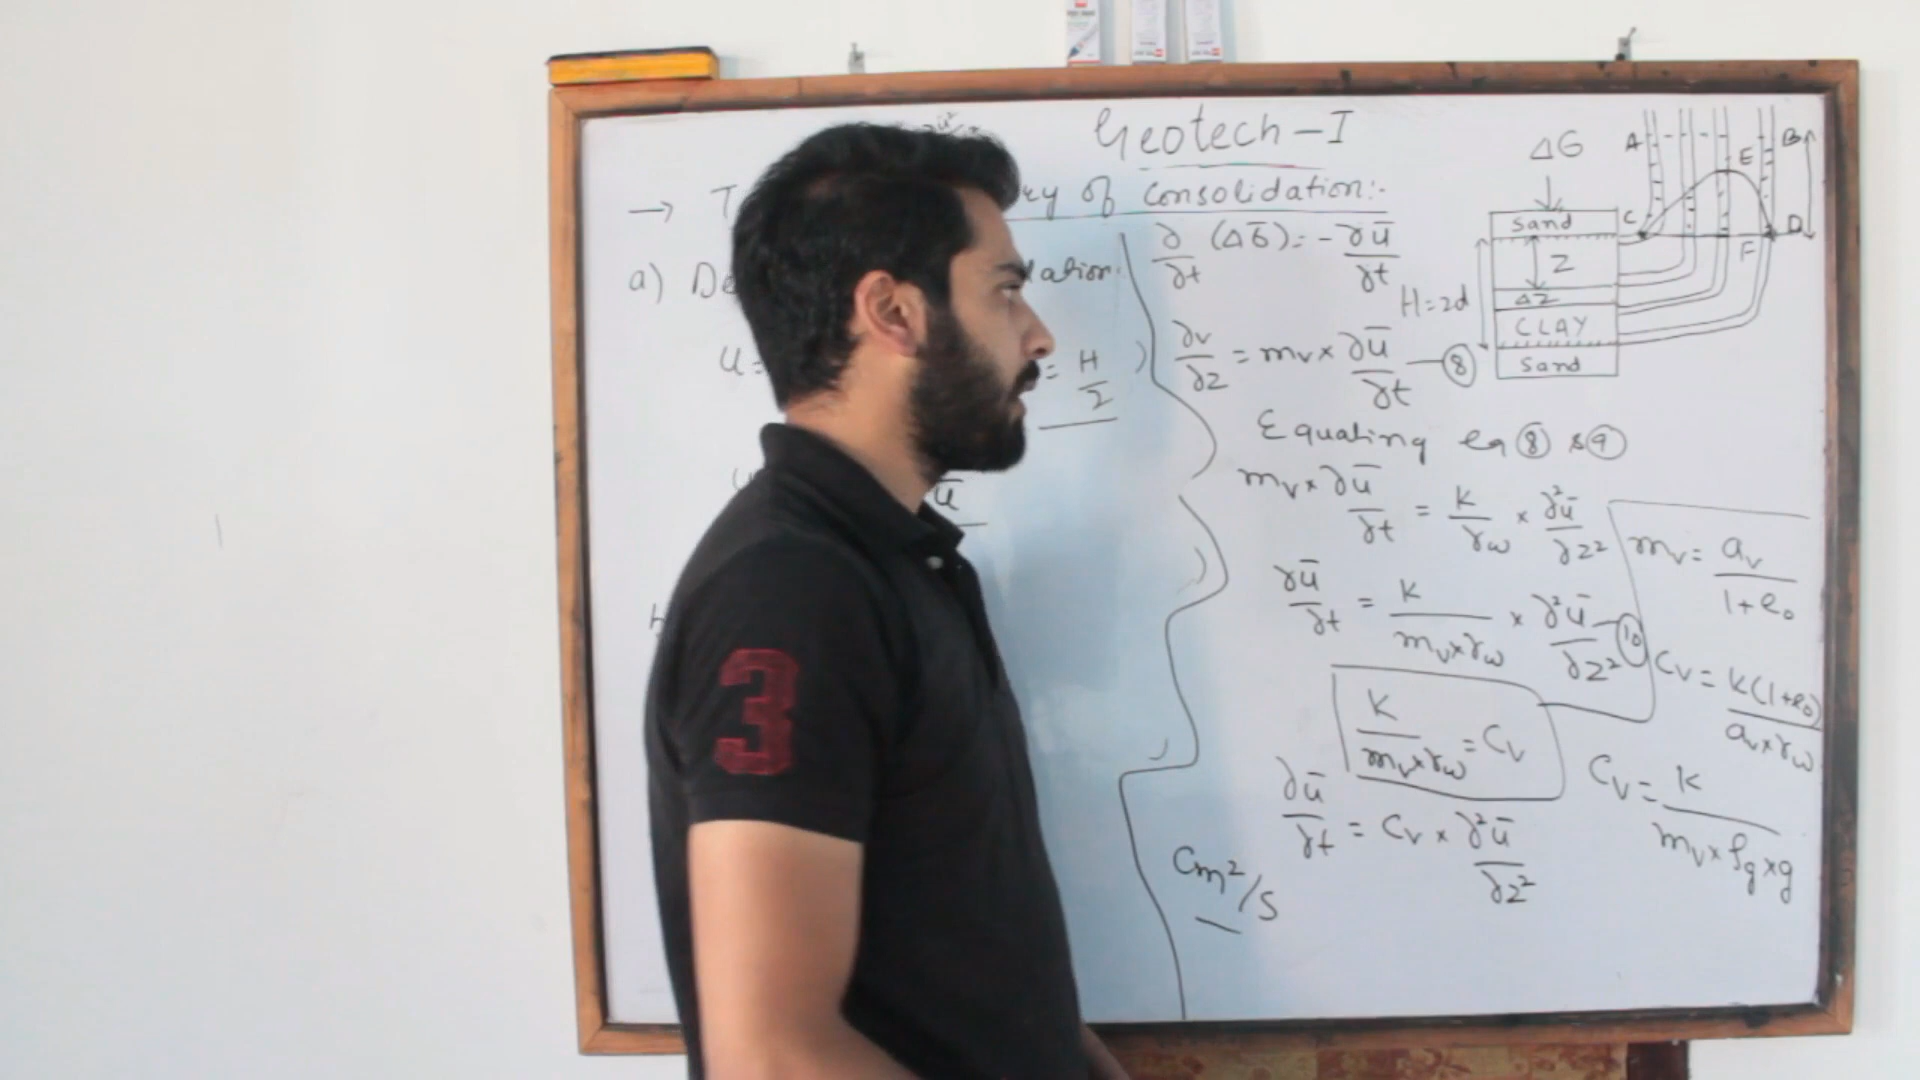 Geotech - I
→ T ry of Consolidation:-
a) De dation:
u =
= H/2 )
ū
∂/∂t (Δσ̄) = - ∂ū/∂t
∂v/∂z = mv × ∂ū/∂t — ⑧
Equating eq ⑧ & ⑨
mv × ∂ū/∂t = k/γw × ∂²ū/∂z²
∂ū/∂t = k/(mv×γw) × ∂²ū/∂z² — ⑩
k/(mv×γw) = Cv
∂ū/∂t = Cv × ∂²ū/∂z²
Cm²/s
mv = av/(1+e₀)
Cv = k(1+e₀)/(av×γw)
Cv = k/(mv×ρg×g)
Δσ
Sand
Z
ΔZ
CLAY
Sand
H=2d
A
B
C
D
E
F
3